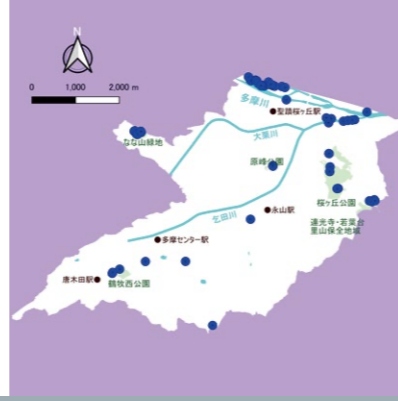 N
0 1,000 2,000 m
多摩川
聖蹟桜ヶ丘駅
大栗川
なな山緑地
原峰公園
桜ヶ丘公園
乞田川
永山駅
連光寺・若葉台
里山保全地域
多摩センター駅
唐木田駅
鶴牧西公園